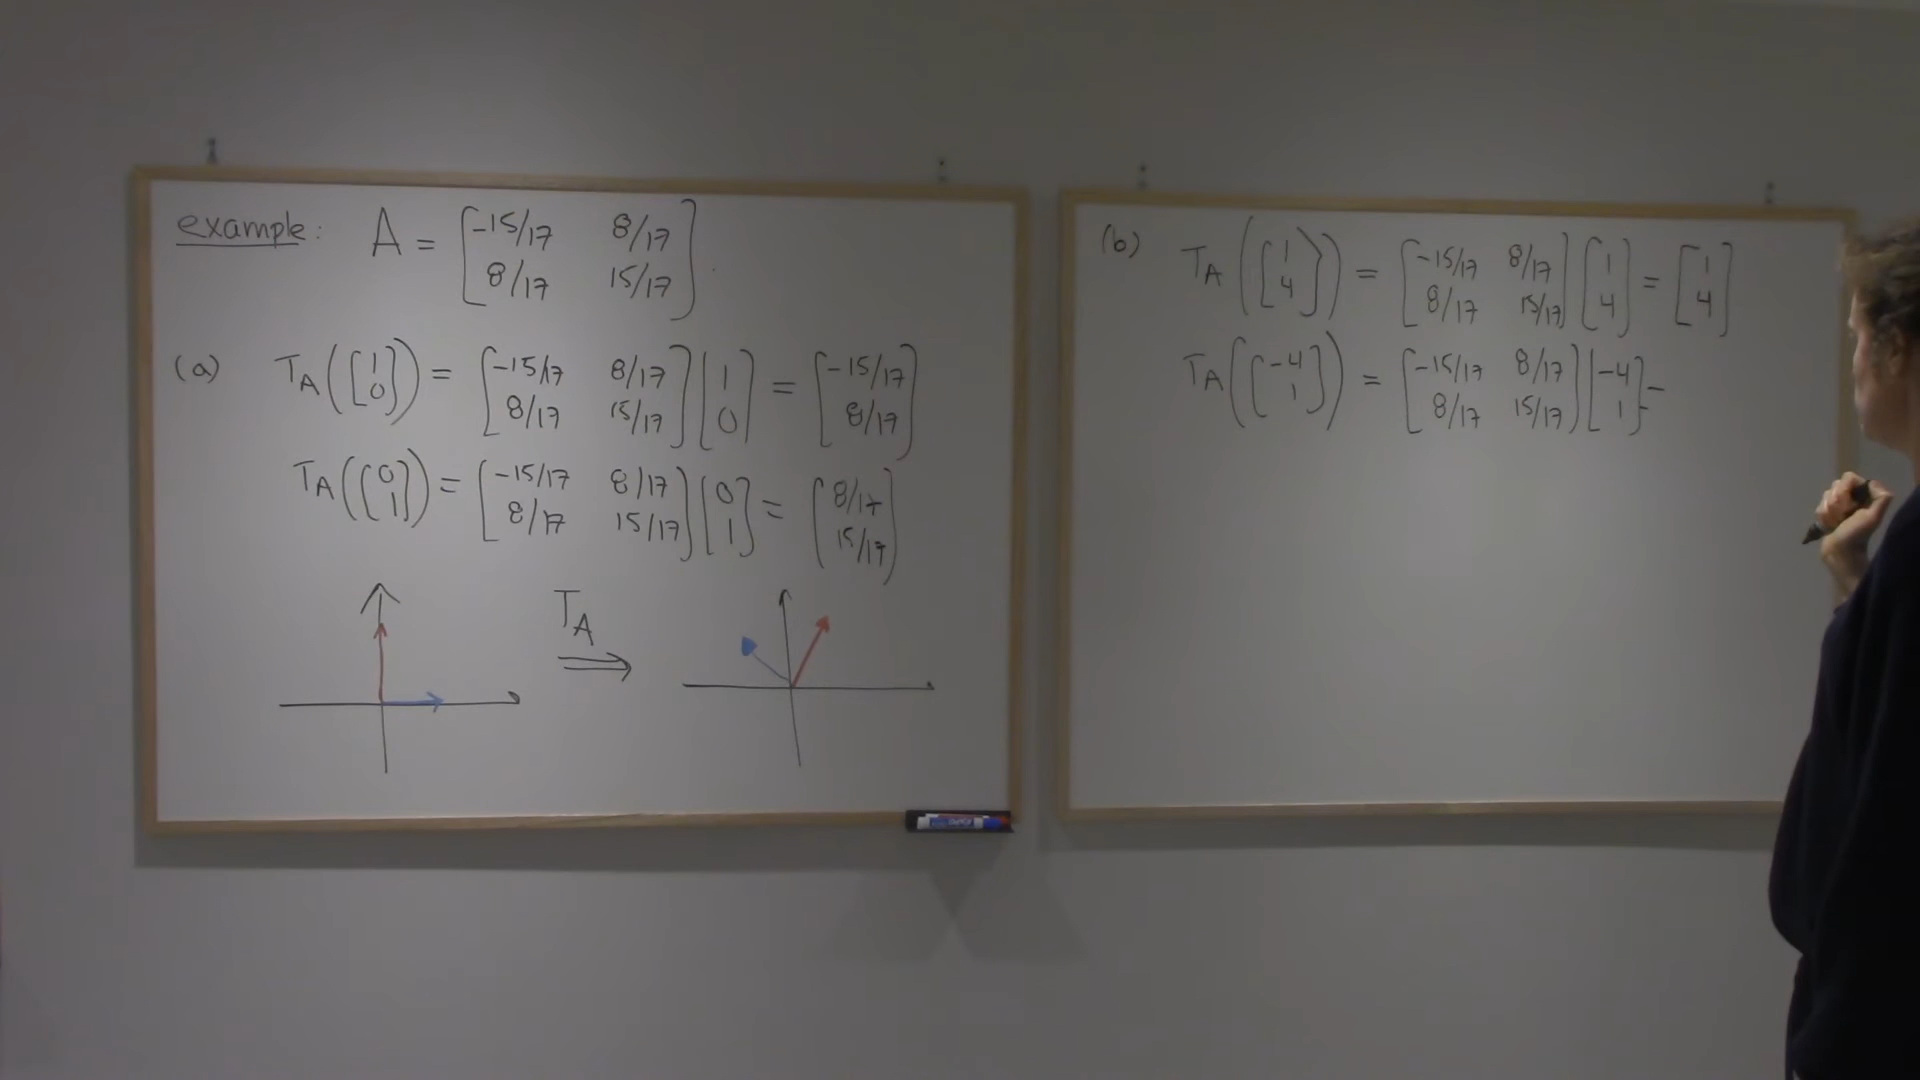 example: A = [-15/17 8/17
8/17 15/17]
(a) T_A([1 0]) = [-15/17 8/17
8/17 15/17] [1 0] = [-15/17 8/17]
T_A([0 1]) = [-15/17 8/17
8/17 15/17] [0 1] = [8/17 15/17]
T_A
⇒
(b) T_A([1 4]) = [-15/17 8/17
8/17 15/17] [1 4] = [1 4]
T_A([-4 1]) = [-15/17 8/17
8/17 15/17] [-4 1] =
EXPO